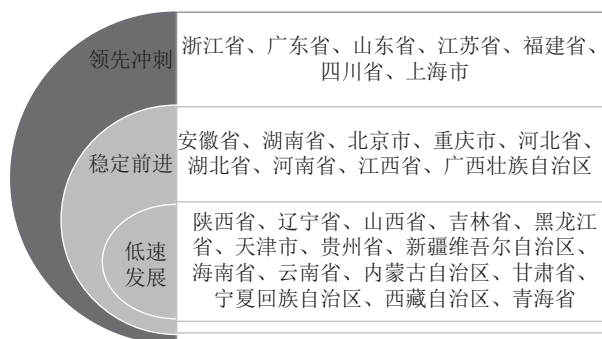 领先冲刺
浙江省、广东省、山东省、江苏省、福建省、
四川省、上海市
稳定前进
安徽省、湖南省、北京市、重庆市、河北省、
湖北省、河南省、江西省、广西壮族自治区
低速
发展
陕西省、辽宁省、山西省、吉林省、黑龙江
省、天津市、贵州省、新疆维吾尔自治区、
海南省、云南省、内蒙古自治区、甘肃省、
宁夏回族自治区、西藏自治区、青海省